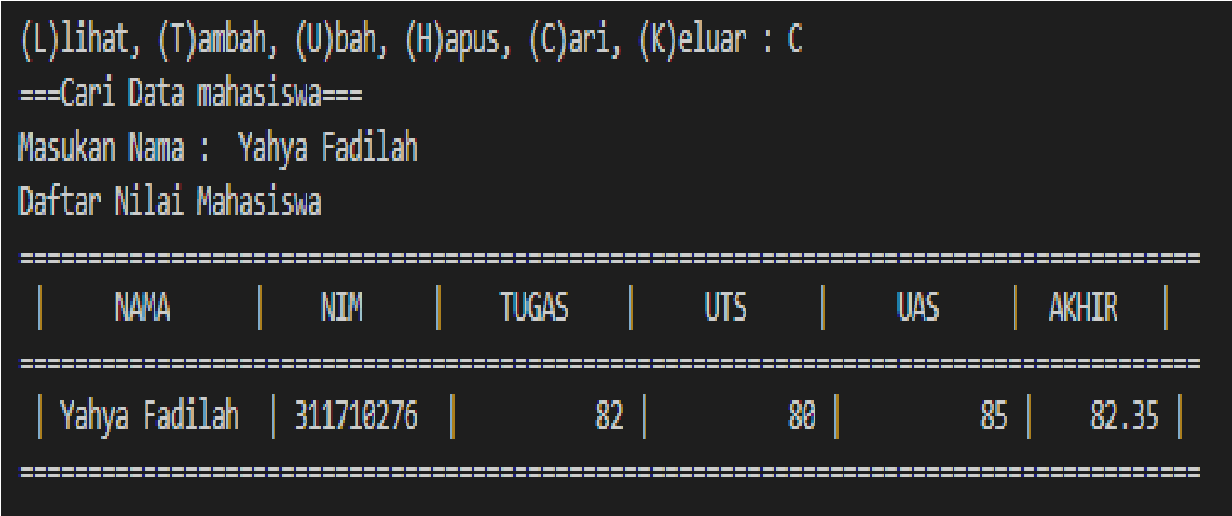 (L)lihat, (T)ambah, (U)bah, (H)apus, (C)ari, (K)eluar : C
===Cari Data mahasiswa===
Masukan Nama :  Yahya Fadilah
Daftar Nilai Mahasiswa
======================================================================================
|     NAMA      |    NIM     |    TUGAS    |     UTS     |     UAS     | AKHIR   |
======================================================================================
| Yahya Fadilah  | 311710276  |          82 |          80 |          85 |    82.35 |
======================================================================================